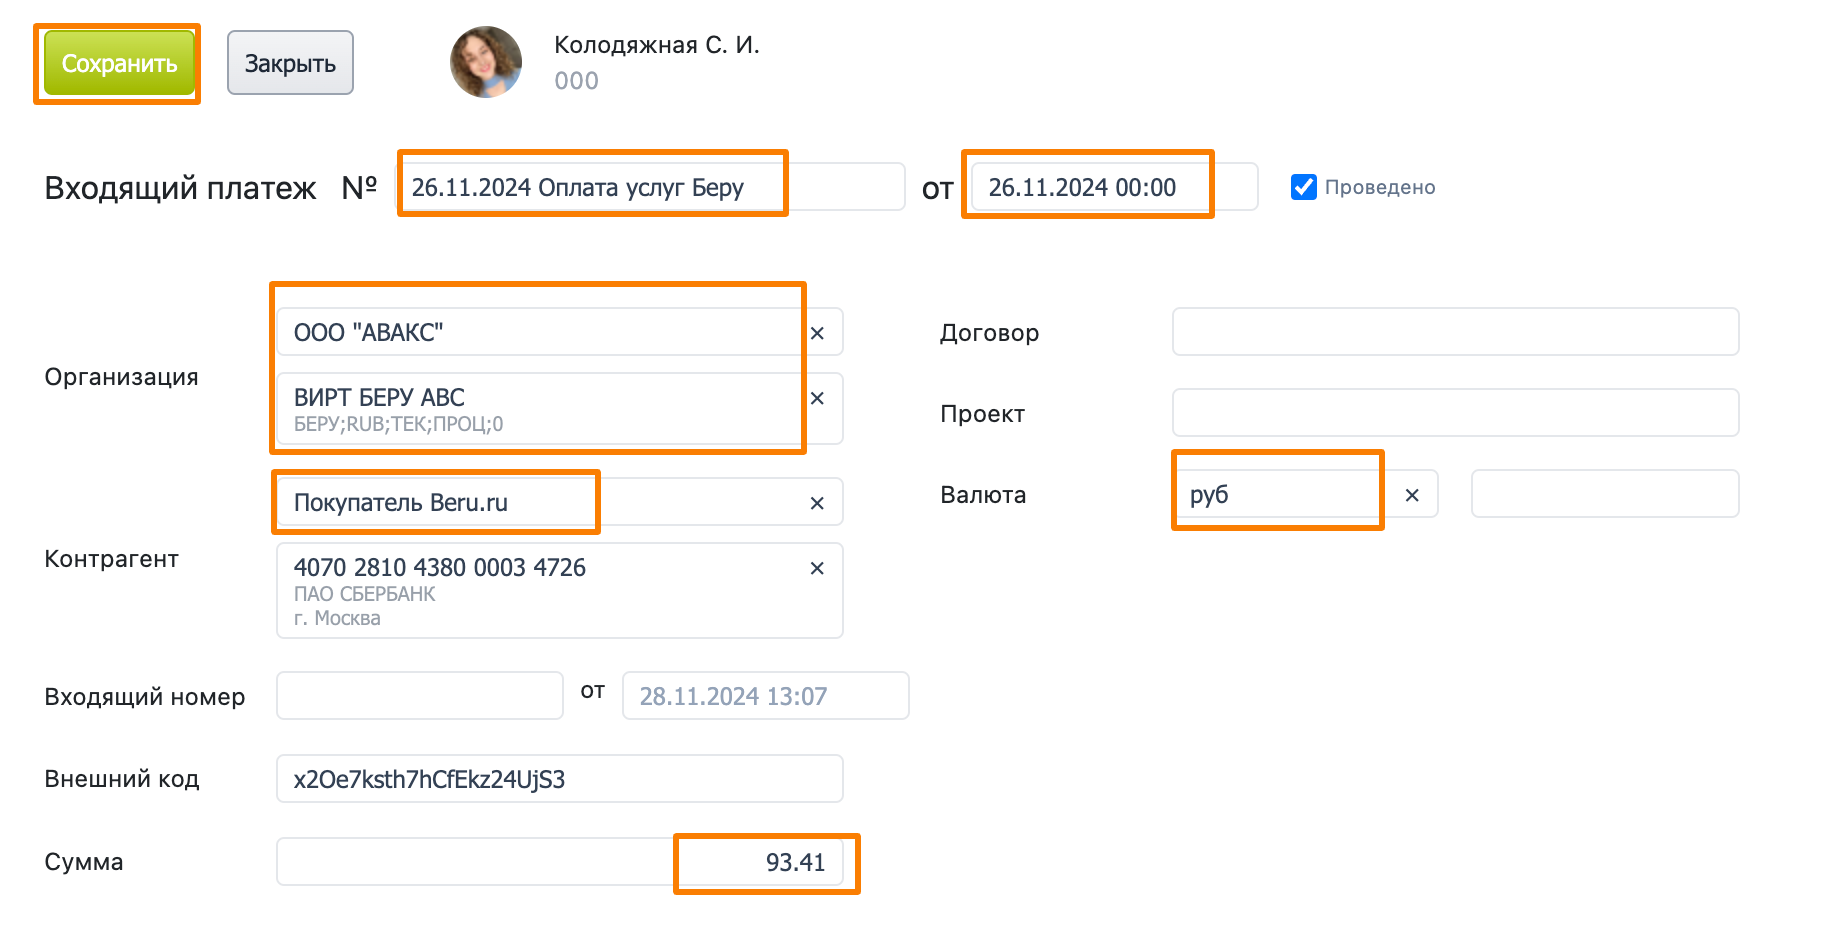 Сохранить
Закрыть
Колодяжная С. И.
ООО
Входящий платеж № 26.11.2024 Оплата услуг Беру от 26.11.2024 00:00 Проведено
Организация
ООО "АВАКС" ×
ВИРТ БЕРУ АВС ×
БЕРУ;RUB;ТЕК;ПРОЦ;0
Контрагент
Покупатель Beru.ru ×
4070 2810 4380 0003 4726 ×
ПАО СБЕРБАНК
г. Москва
Входящий номер от 28.11.2024 13:07
Внешний код x2Oe7ksth7hCfEkz24UjS3
Сумма 93.41
Договор
Проект
Валюта руб ×